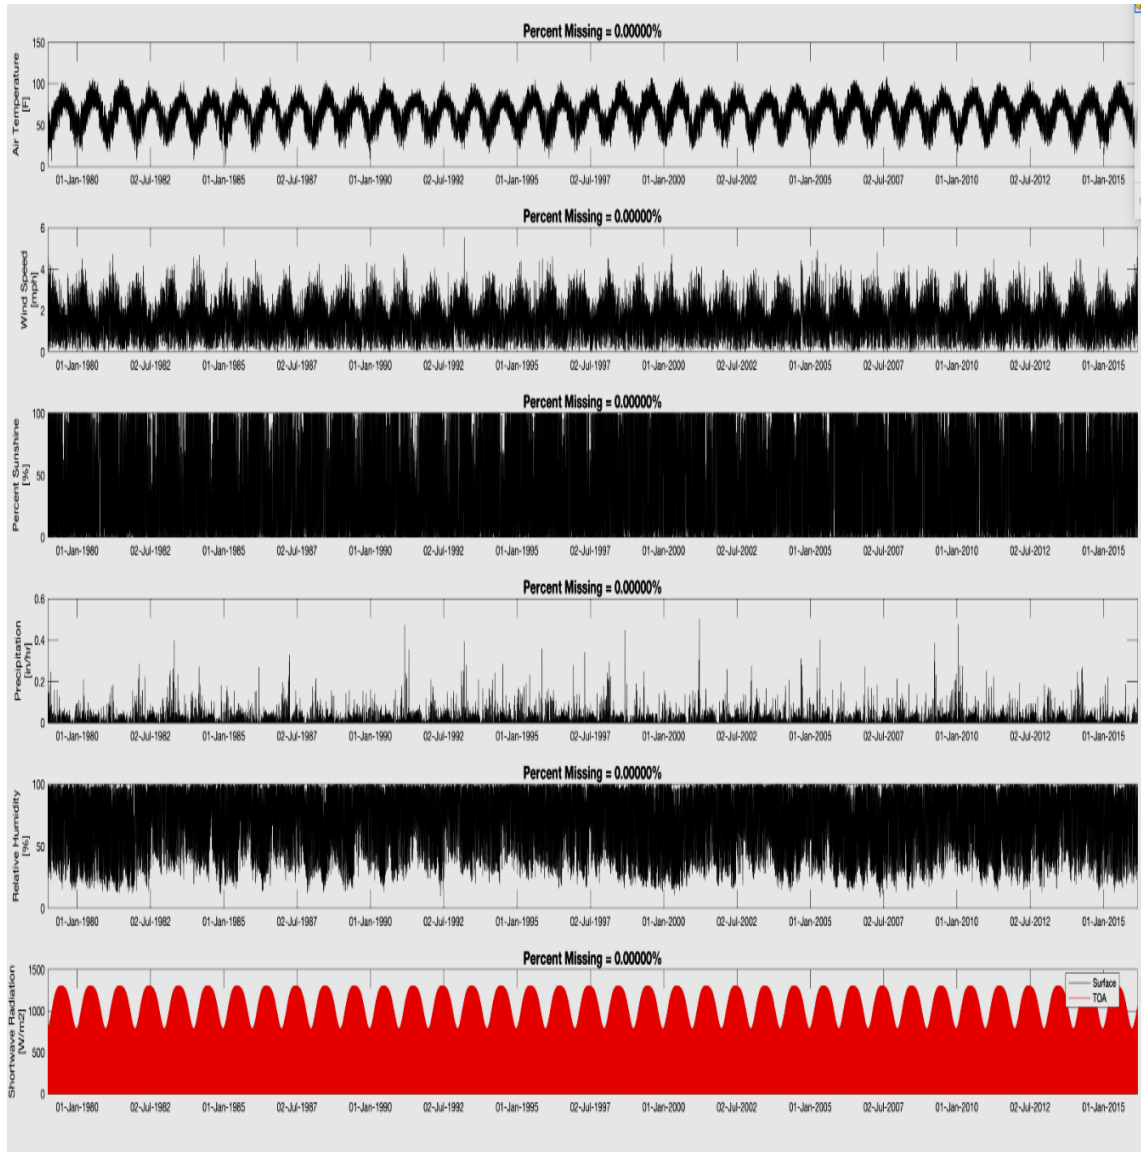 Percent Missing = 0.00000%
Air Temperature
[F]
150
100
50
0
01-Jan-1980 02-Jul-1982 01-Jan-1985 02-Jul-1987 01-Jan-1990 02-Jul-1992 01-Jan-1995 02-Jul-1997 01-Jan-2000 02-Jul-2002 01-Jan-2005 02-Jul-2007 01-Jan-2010 02-Jul-2012 01-Jan-2015
Percent Missing = 0.00000%
Wind Speed
[mph]
6
4
2
0
01-Jan-1980 02-Jul-1982 01-Jan-1985 02-Jul-1987 01-Jan-1990 02-Jul-1992 01-Jan-1995 02-Jul-1997 01-Jan-2000 02-Jul-2002 01-Jan-2005 02-Jul-2007 01-Jan-2010 02-Jul-2012 01-Jan-2015
Percent Missing = 0.00000%
Percent Sunshine
[%]
100
50
0
01-Jan-1980 02-Jul-1982 01-Jan-1985 02-Jul-1987 01-Jan-1990 02-Jul-1992 01-Jan-1995 02-Jul-1997 01-Jan-2000 02-Jul-2002 01-Jan-2005 02-Jul-2007 01-Jan-2010 02-Jul-2012 01-Jan-2015
Percent Missing = 0.00000%
Precipitation
[in/hr]
0.6
0.4
0.2
0
01-Jan-1980 02-Jul-1982 01-Jan-1985 02-Jul-1987 01-Jan-1990 02-Jul-1992 01-Jan-1995 02-Jul-1997 01-Jan-2000 02-Jul-2002 01-Jan-2005 02-Jul-2007 01-Jan-2010 02-Jul-2012 01-Jan-2015
Percent Missing = 0.00000%
Relative Humidity
[%]
100
50
0
01-Jan-1980 02-Jul-1982 01-Jan-1985 02-Jul-1987 01-Jan-1990 02-Jul-1992 01-Jan-1995 02-Jul-1997 01-Jan-2000 02-Jul-2002 01-Jan-2005 02-Jul-2007 01-Jan-2010 02-Jul-2012 01-Jan-2015
Percent Missing = 0.00000%
Shortwave Radiation
[W/m2]
1500
1000
500
0
Surface
TOA
01-Jan-1980 02-Jul-1982 01-Jan-1985 02-Jul-1987 01-Jan-1990 02-Jul-1992 01-Jan-1995 02-Jul-1997 01-Jan-2000 02-Jul-2002 01-Jan-2005 02-Jul-2007 01-Jan-2010 02-Jul-2012 01-Jan-2015